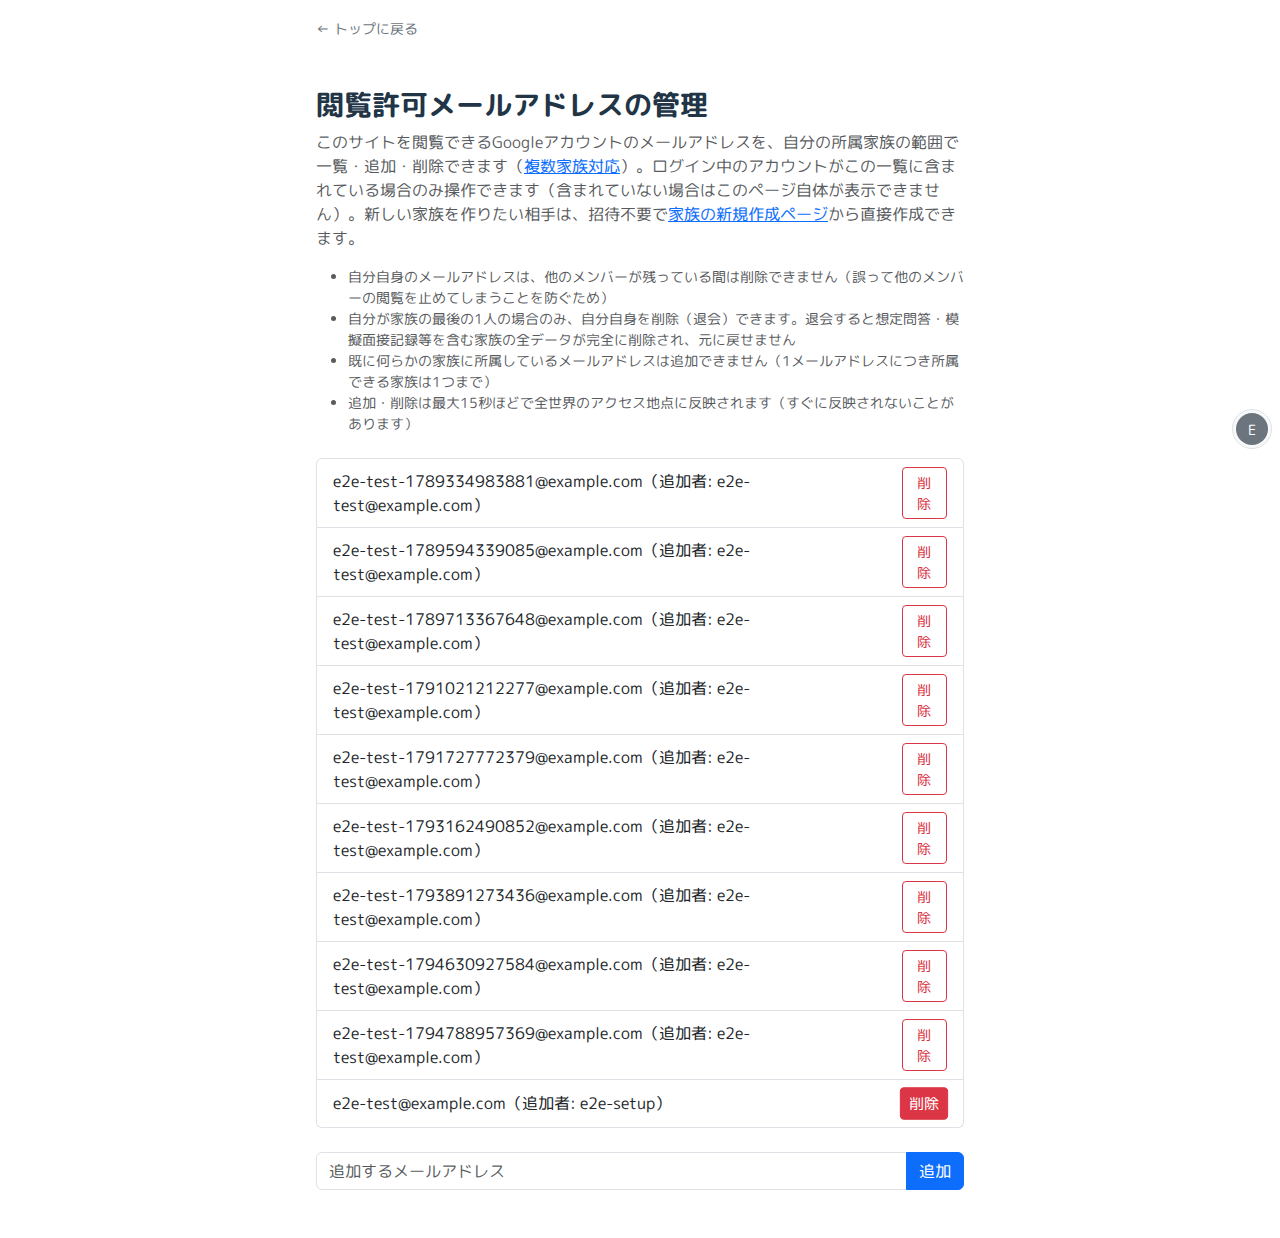 ← トップに戻る
閲覧許可メールアドレスの管理
このサイトを閲覧できるGoogleアカウントのメールアドレスを、自分の所属家族の範囲で
一覧・追加・削除できます（複数家族対応）。ログイン中のアカウントがこの一覧に含ま
れている場合のみ操作できます（含まれていない場合はこのページ自体が表示できませ
ん）。新しい家族を作りたい相手は、招待不要で家族の新規作成ページから直接作成でき
ます。
自分自身のメールアドレスは、他のメンバーが残っている間は削除できません（誤って他のメンバ
ーの閲覧を止めてしまうことを防ぐため）
自分が家族の最後の1人の場合のみ、自分自身を削除（退会）できます。退会すると想定問答・模
擬面接記録等を含む家族の全データが完全に削除され、元に戻せません
既に何らかの家族に所属しているメールアドレスは追加できません（1メールアドレスにつき所属
できる家族は1つまで）
追加・削除は最大15秒ほどで全世界のアクセス地点に反映されます（すぐに反映されないことが
あります）
E
e2e-test-1789334983881@example.com（追加者: e2e-
test@example.com）
削
除
e2e-test-1789594339085@example.com（追加者: e2e-
test@example.com）
削
除
e2e-test-1789713367648@example.com（追加者: e2e-
test@example.com）
削
除
e2e-test-1791021212277@example.com（追加者: e2e-
test@example.com）
削
除
e2e-test-1791727772379@example.com（追加者: e2e-
test@example.com）
削
除
e2e-test-1793162490852@example.com（追加者: e2e-
test@example.com）
削
除
e2e-test-1793891273436@example.com（追加者: e2e-
test@example.com）
削
除
e2e-test-1794630927584@example.com（追加者: e2e-
test@example.com）
削
除
e2e-test-1794788957369@example.com（追加者: e2e-
test@example.com）
削
除
e2e-test@example.com（追加者: e2e-setup）
削除
追加するメールアドレス
追加